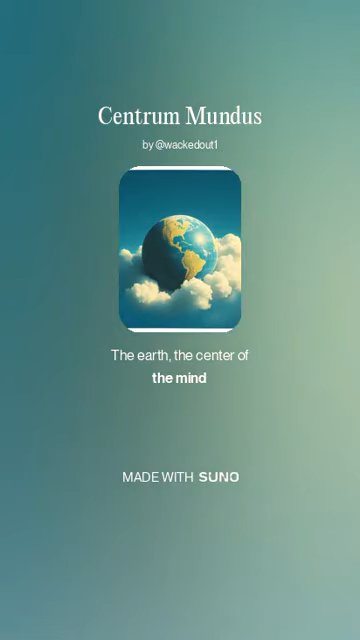 Centrum Mundus
by @wackedout1
The earth, the center of
the mind
MADE WITH SUNO